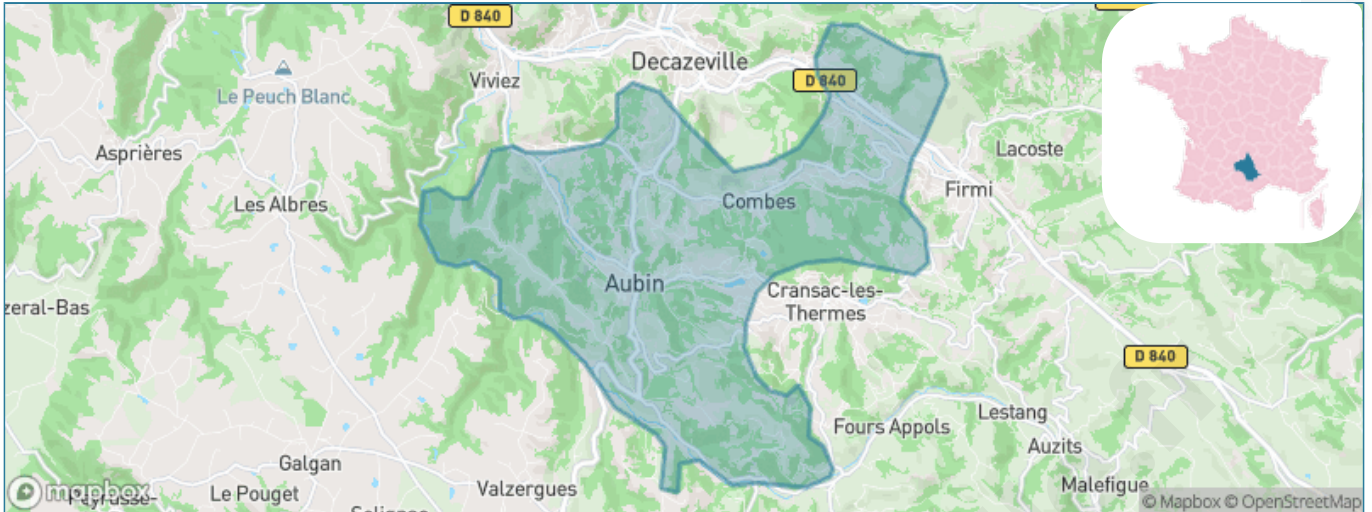 D 840
Decazeville
Viviez
D 840
Le Peuch Blanc
Asprières
Lacoste
Firmi
Les Albres
Combes
Aubin
Cransac-les-
Thermes
zeral-Bas
D 840
Lestang
Fours Appols
Auzits
Galgan
Malefigue
Valzergues
Le Pouget
mapbox
Peyrusse-
© Mapbox © OpenStreetMap